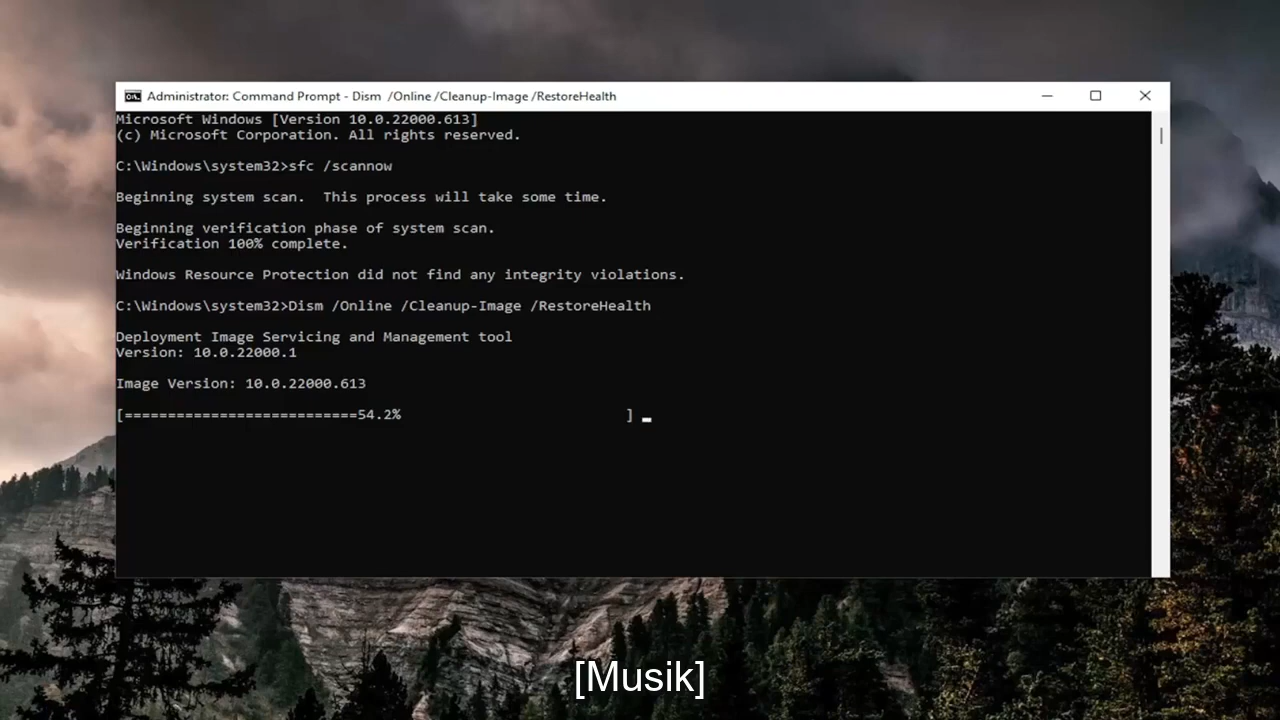 Administrator: Command Prompt - Dism  /Online /Cleanup-Image /RestoreHealth
Microsoft Windows [Version 10.0.22000.613]
(c) Microsoft Corporation. All rights reserved.
C:\Windows\system32>sfc /scannow
Beginning system scan.  This process will take some time.
Beginning verification phase of system scan.
Verification 100% complete.
Windows Resource Protection did not find any integrity violations.
C:\Windows\system32>Dism /Online /Cleanup-Image /RestoreHealth
Deployment Image Servicing and Management tool
Version: 10.0.22000.1
Image Version: 10.0.22000.613
[===========================54.2%                          ]
[Musik]